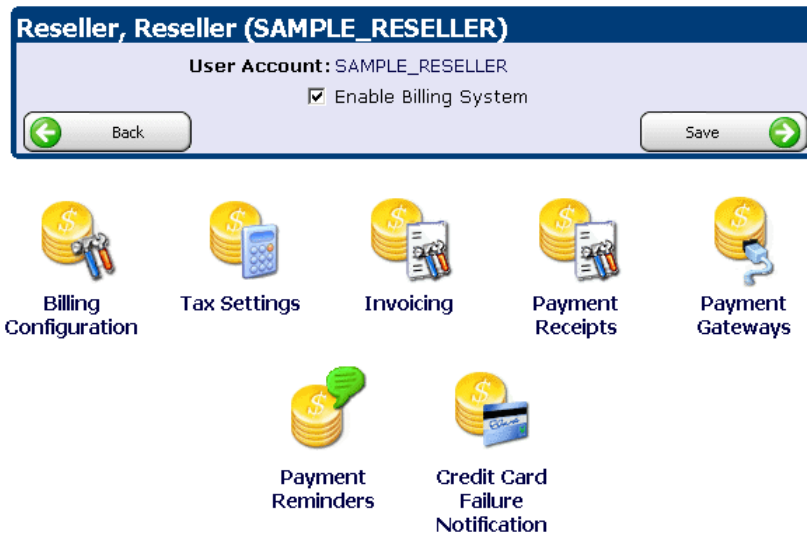 Reseller, Reseller (SAMPLE_RESELLER)
User Account: SAMPLE_RESELLER
Enable Billing System
Back
Save
Billing
Configuration
Tax Settings
Invoicing
Payment
Receipts
Payment
Gateways
Payment
Reminders
Credit Card
Failure
Notification